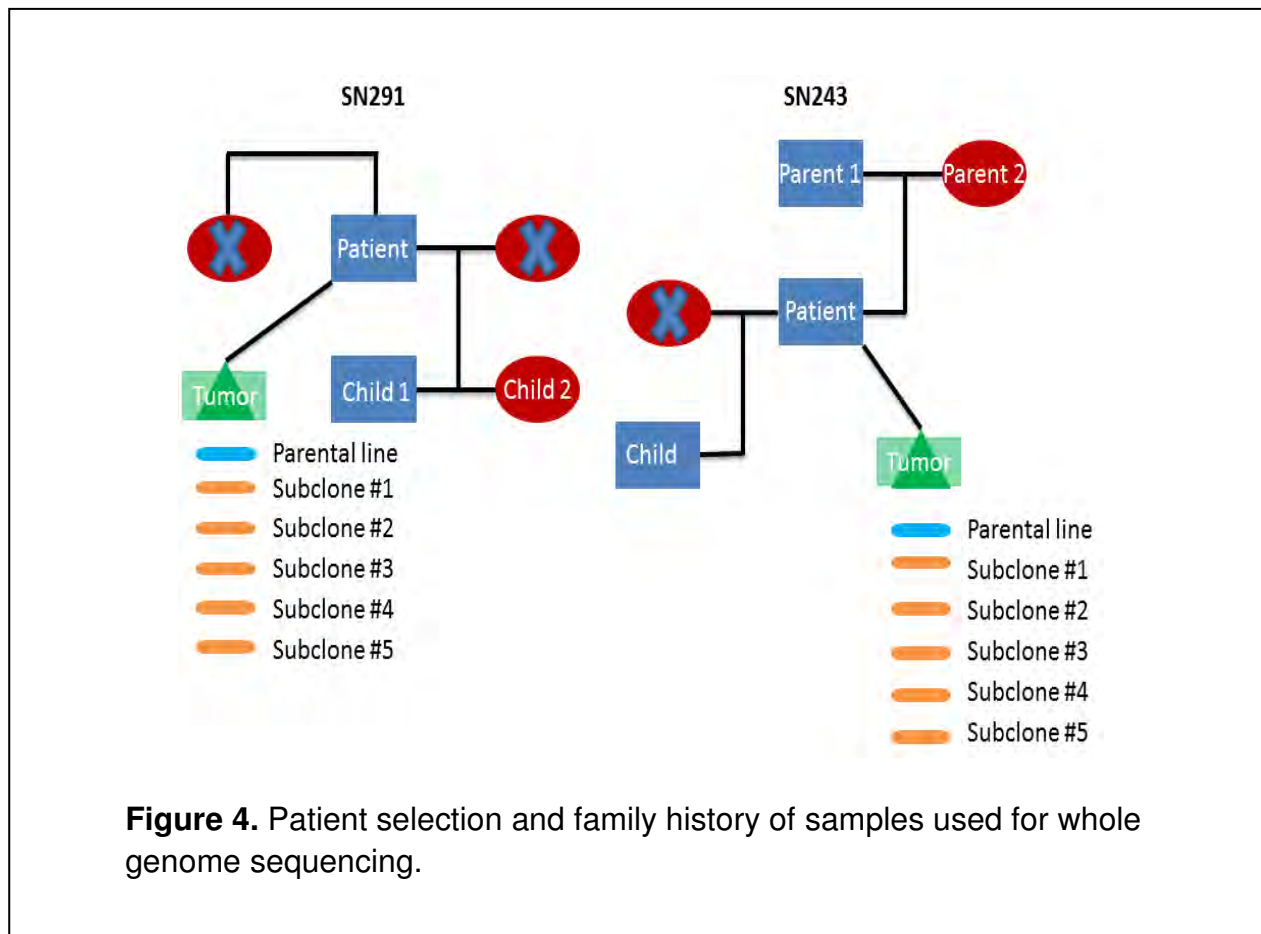 SN291
Patient
Tumor
Child 1
Child 2
Parental line
Subclone #1
Subclone #2
Subclone #3
Subclone #4
Subclone #5
SN243
Parent 1
Parent 2
Patient
Child
Tumor
Parental line
Subclone #1
Subclone #2
Subclone #3
Subclone #4
Subclone #5
Figure 4. Patient selection and family history of samples used for whole
genome sequencing.